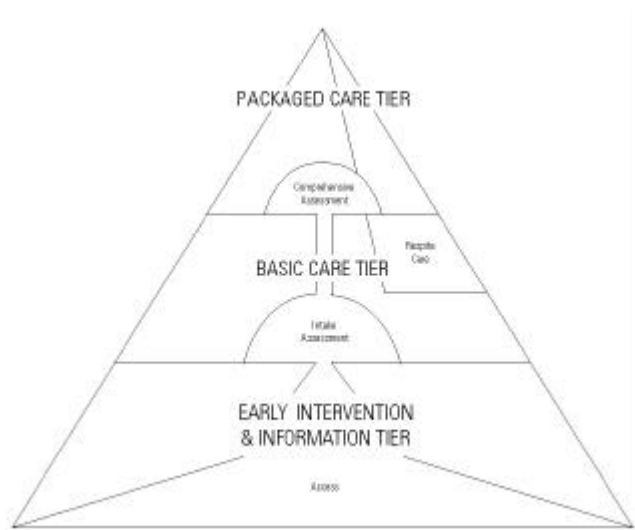 PACKAGED CARE TIER
Comprehensive
Assessment
Respite
Care
BASIC CARE TIER
Intake
Assessment
EARLY INTERVENTION
& INFORMATION TIER
Access